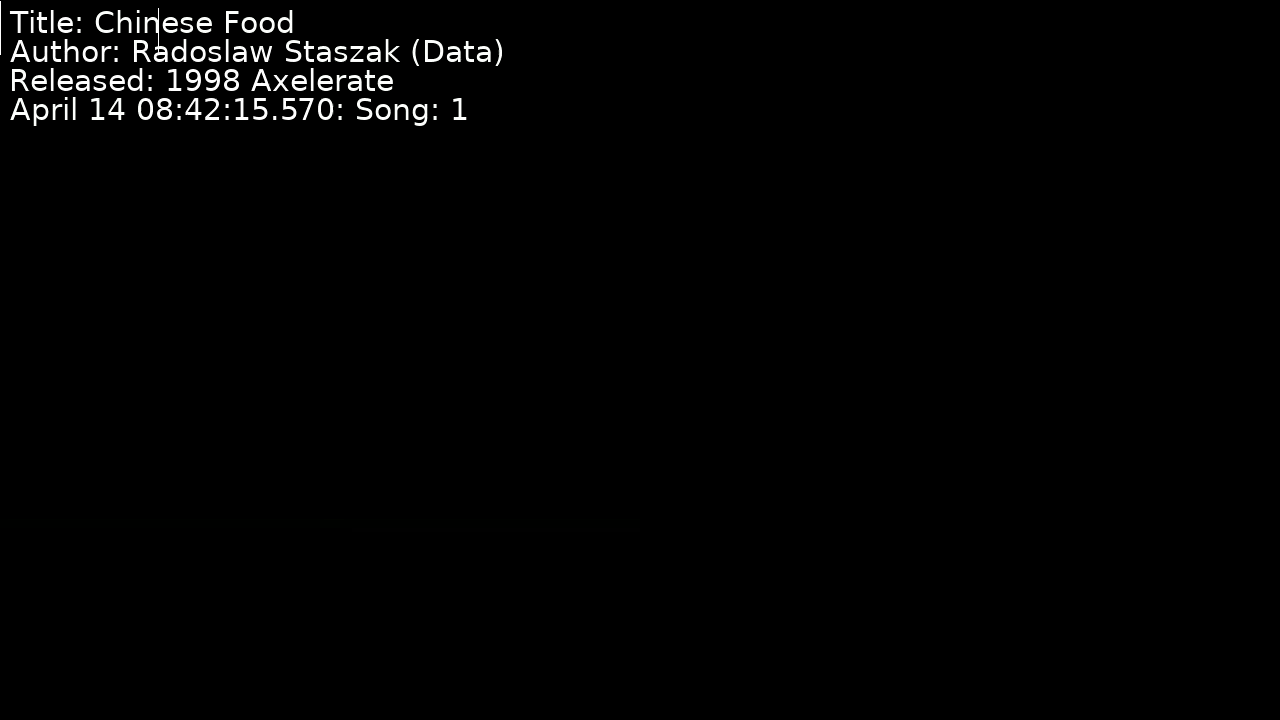 Title: Chinese Food
Author: Radoslaw Staszak (Data)
Released: 1998 Axelerate
April 14 08:42:15.570: Song: 1